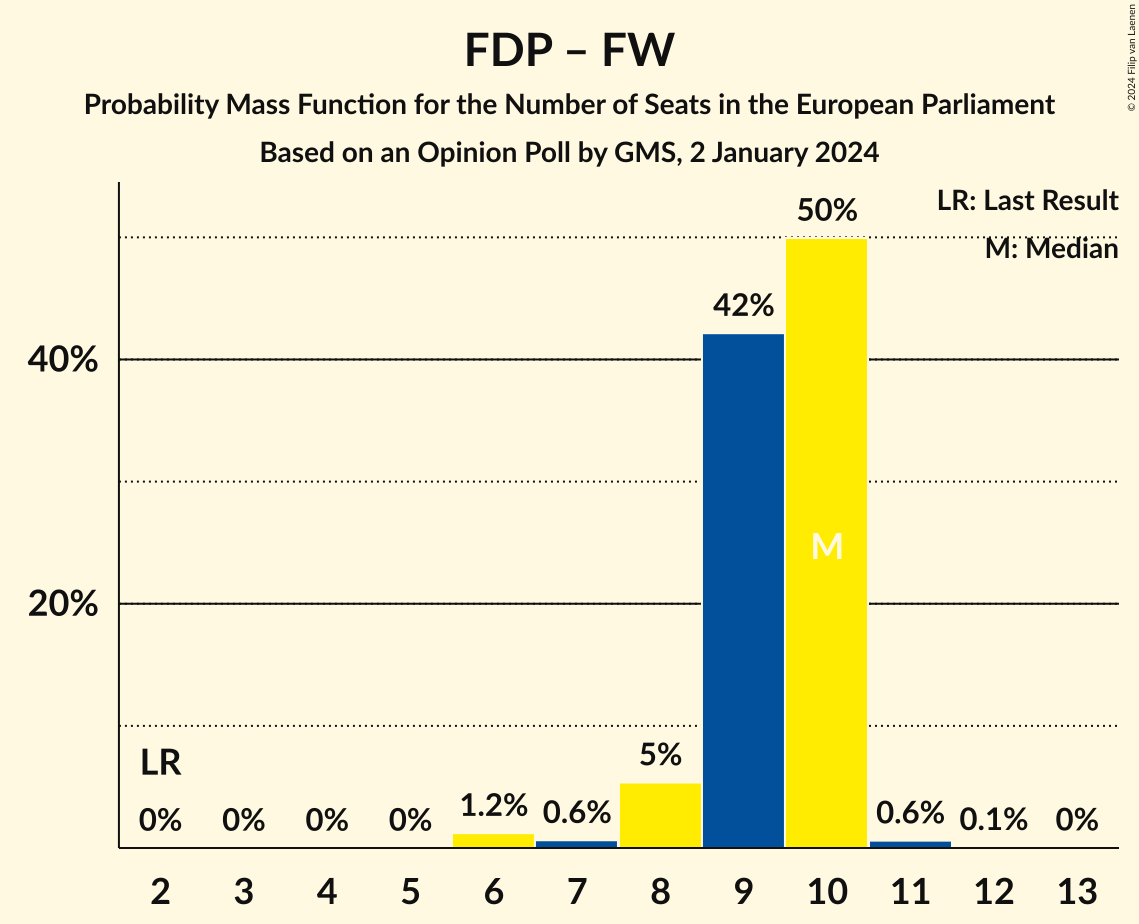 FDP – FW
Probability Mass Function for the Number of Seats in the European Parliament
Based on an Opinion Poll by GMS, 2 January 2024
© 2024 Filip van Laenen
LR: Last Result
M: Median
50%
42%
40%
M
20%
LR
5%
0% 0% 0% 0% 1.2% 0.6% 0.6% 0.1% 0%
2 3 4 5 6 7 8 9 10 11 12 13